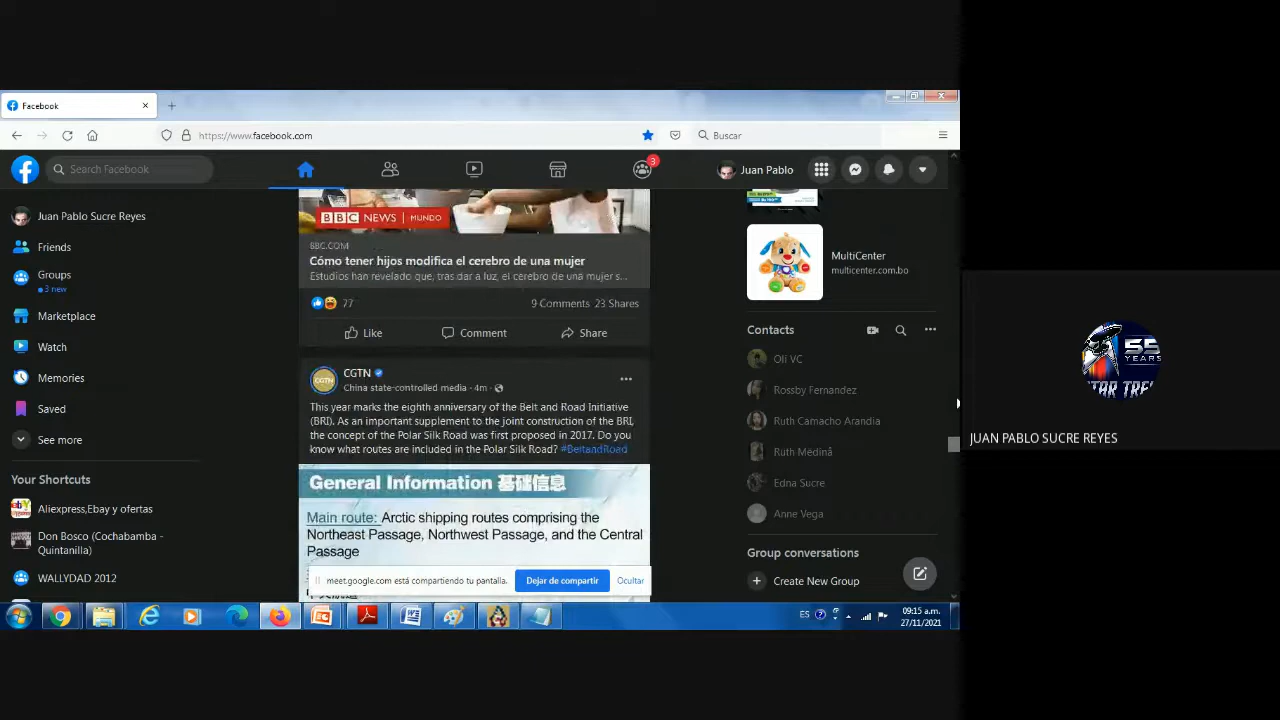 Facebook
https://www.facebook.com
Buscar
Search Facebook
3
Juan Pablo
Juan Pablo Sucre Reyes
Friends
Groups
3 new
Marketplace
Watch
Memories
Saved
See more
Your Shortcuts
Aliexpress,Ebay y ofertas
Don Bosco (Cochabamba -
Quintanilla)
WALLYDAD 2012
BBC NEWS | MUNDO
BBC.COM
Cómo tener hijos modifica el cerebro de una mujer
Estudios han revelado que, tras dar a luz, el cerebro de una mujer s...
77
9 Comments 23 Shares
Like
Comment
Share
CGTN
China state-controlled media · 4m ·
This year marks the eighth anniversary of the Belt and Road Initiative
(BRI). As an important supplement to the joint construction of the BRI,
the concept of the Polar Silk Road was first proposed in 2017. Do you
know what routes are included in the Polar Silk Road? #BeltandRoad
General Information 基础信息
Main route: Arctic shipping routes comprising the
Northeast Passage, Northwest Passage, and the Central
Passage
meet.google.com está compartiendo tu pantalla.
Dejar de compartir
Ocultar
MultiCenter
multicenter.com.bo
Contacts
Oli VC
Rossby Fernandez
Ruth Camacho Arandia
Ruth Medinå
Edna Sucre
Anne Vega
Group conversations
Create New Group
ES
09:15 a.m.
27/11/2021
55
YEARS
STAR TREK
JUAN PABLO SUCRE REYES